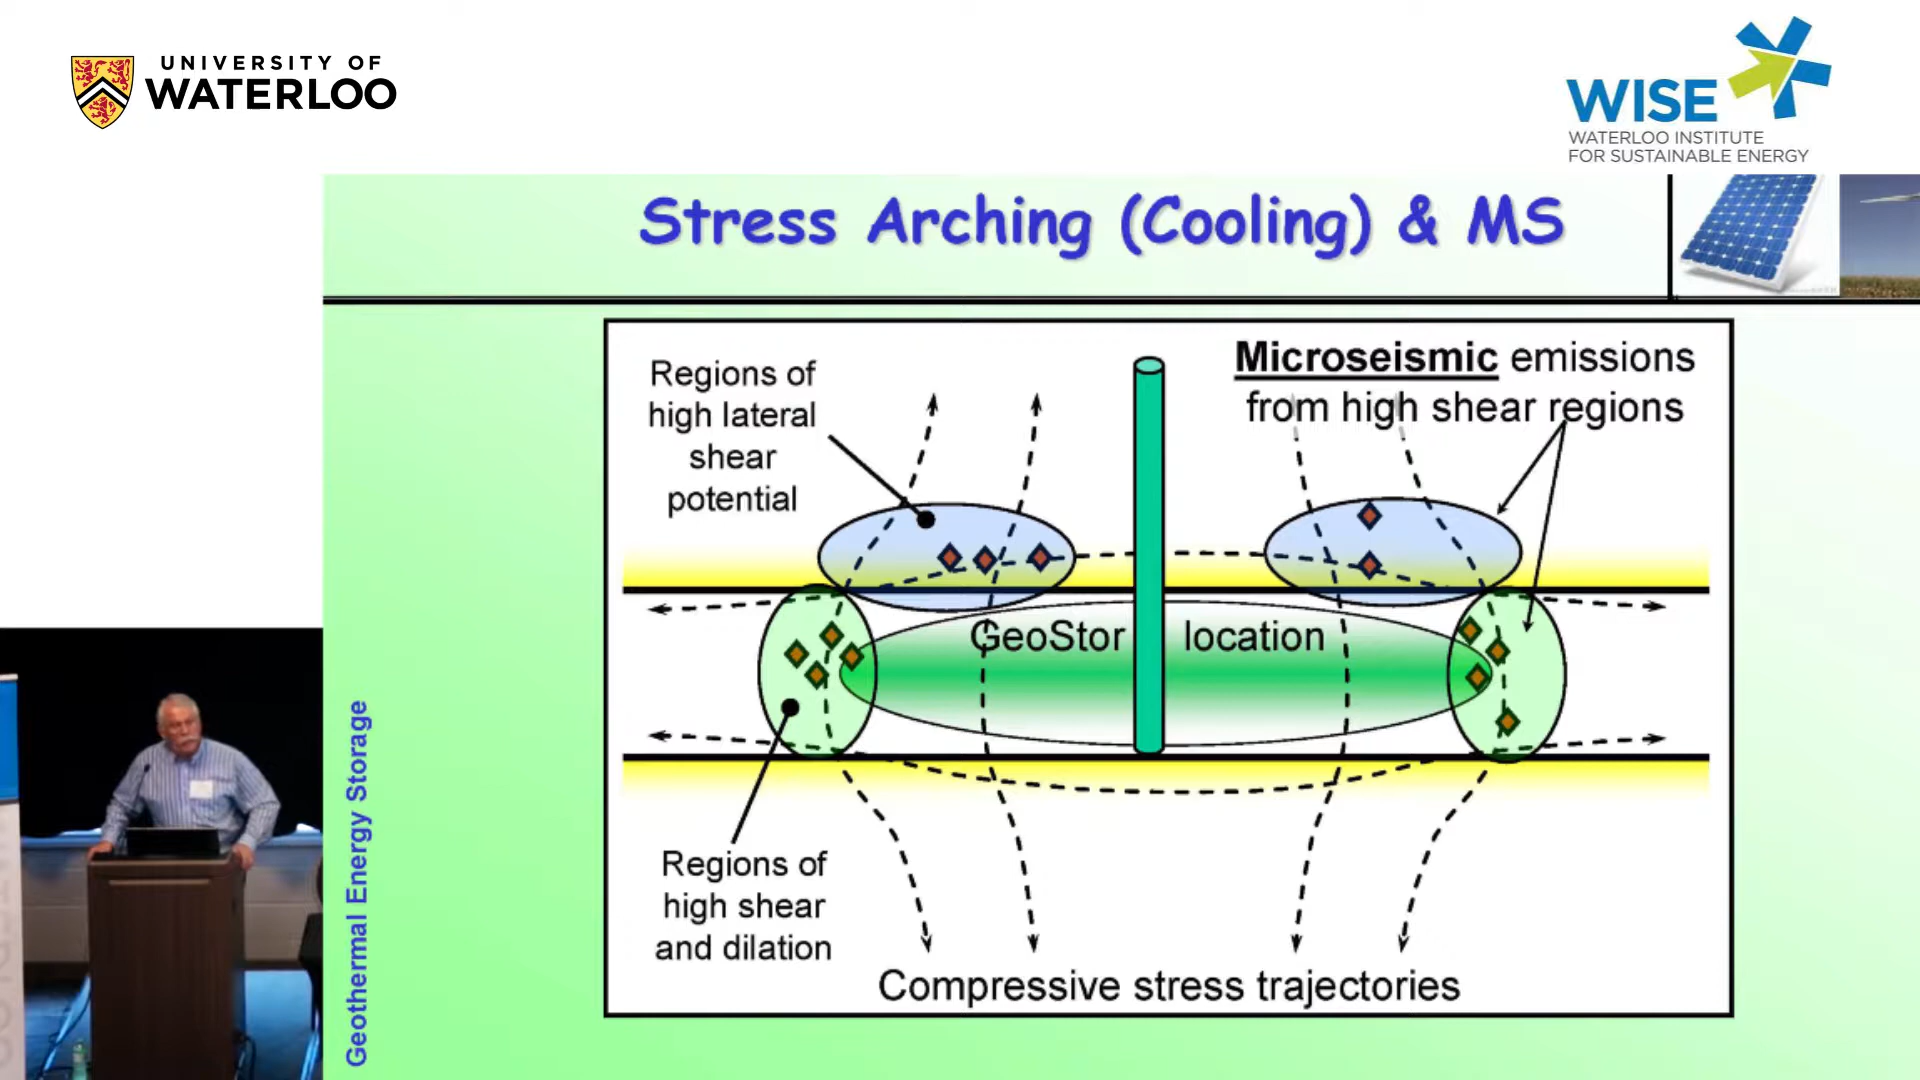 UNIVERSITY OF
WATERLOO
WISE
WATERLOO INSTITUTE
FOR SUSTAINABLE ENERGY
Stress Arching (Cooling) & MS
Regions of
high lateral
shear
potential
Microseismic emissions
from high shear regions
GeoStor location
Regions of
high shear
and dilation
Compressive stress trajectories
Geothermal Energy Storage